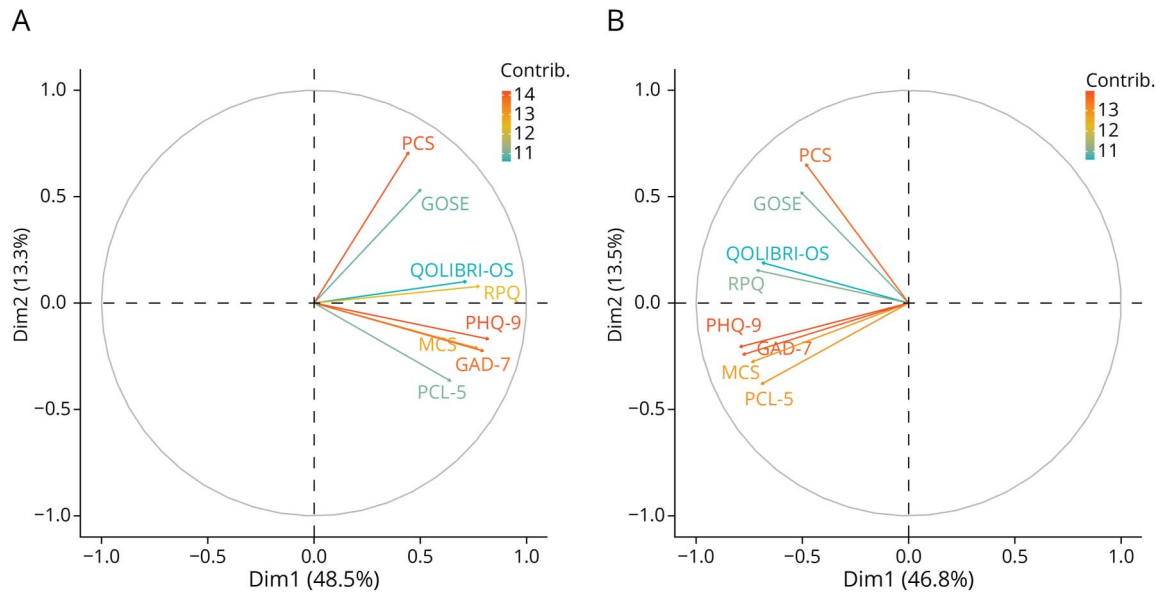 A
Contrib.
14
13
12
11
1.0
0.5
0.0
−0.5
−1.0
Dim2 (13.3%)
PCS
GOSE
QOLIBRI-OS
RPQ
PHQ-9
MCS
GAD-7
PCL-5
−1.0 −0.5 0.0 0.5 1.0
Dim1 (48.5%)
B
Contrib.
13
12
11
1.0
0.5
0.0
−0.5
−1.0
Dim2 (13.5%)
PCS
GOSE
QOLIBRI-OS
RPQ
PHQ-9
GAD-7
MCS
PCL-5
−1.0 −0.5 0.0 0.5 1.0
Dim1 (46.8%)